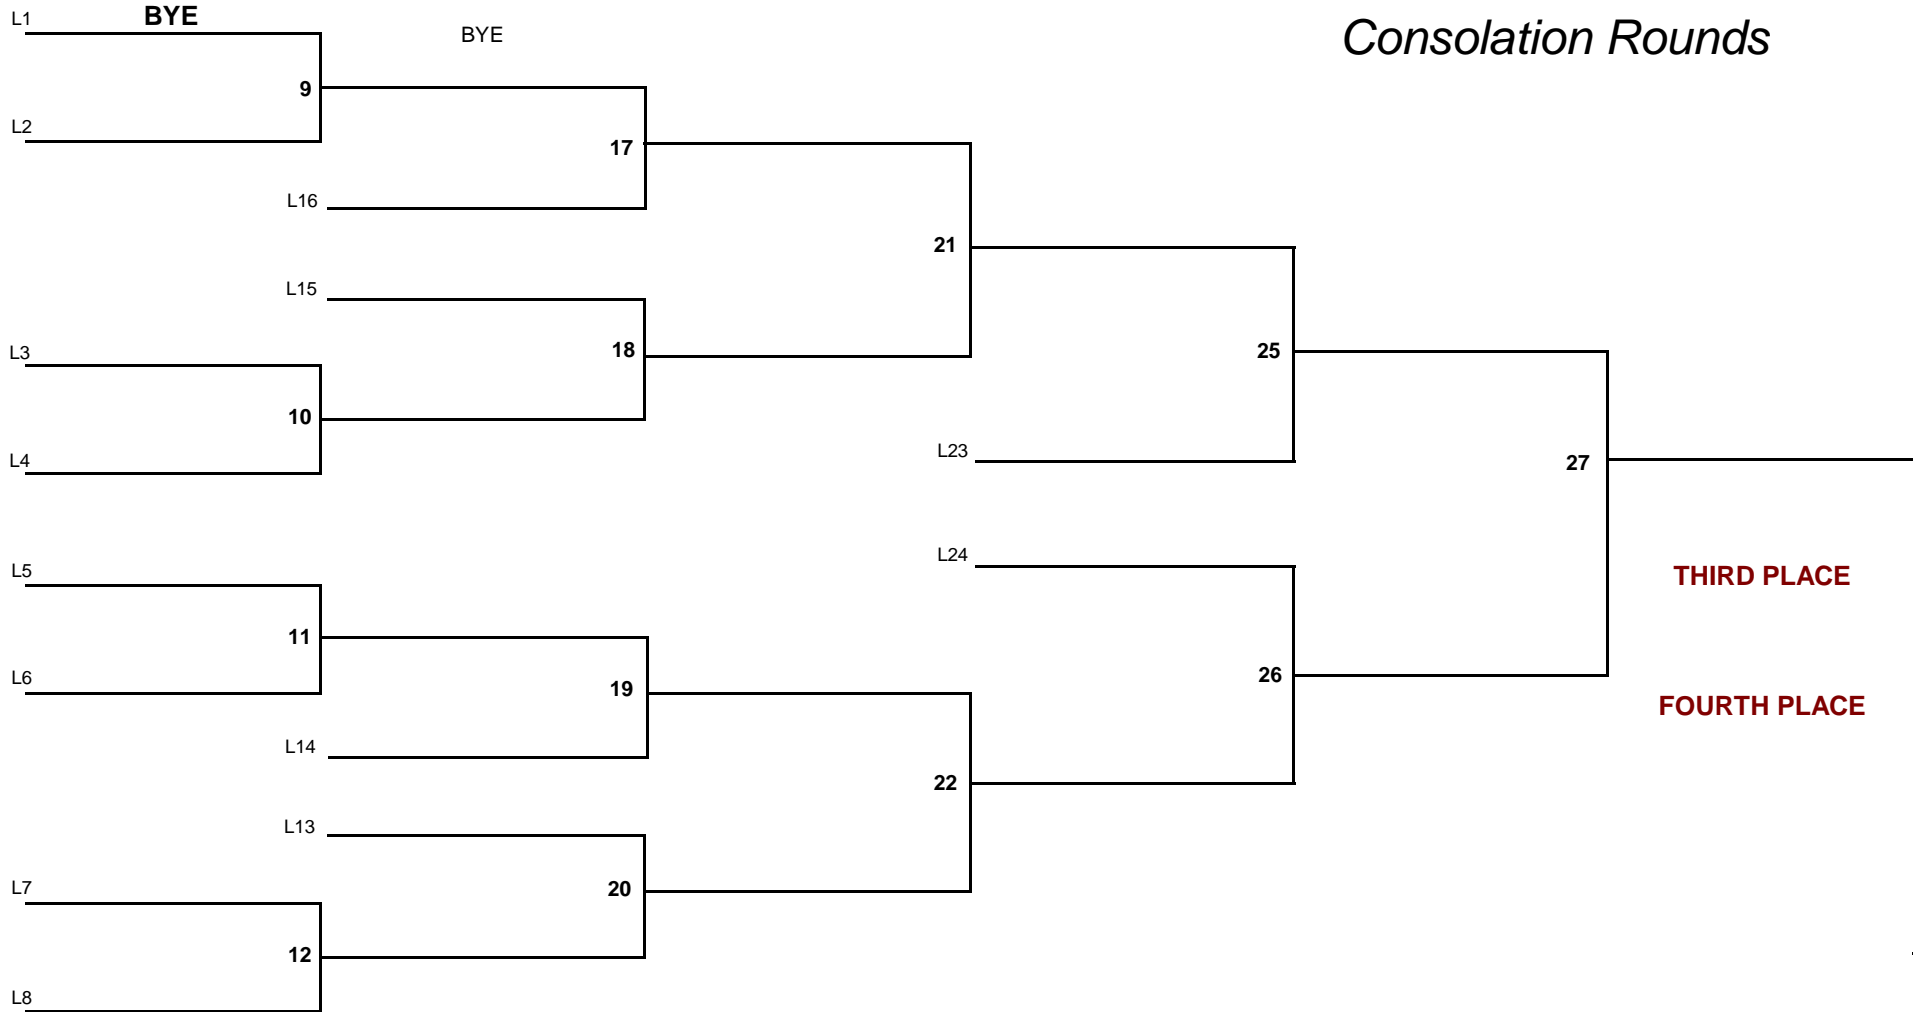 L1
BYE
BYE
Consolation Rounds
9
L2
17
L16
21
L15
L3
18
25
10
L4
L23
27
L24
L5
THIRD PLACE
11
L6
19
26
FOURTH PLACE
L14
22
L13
L7
20
12
L8